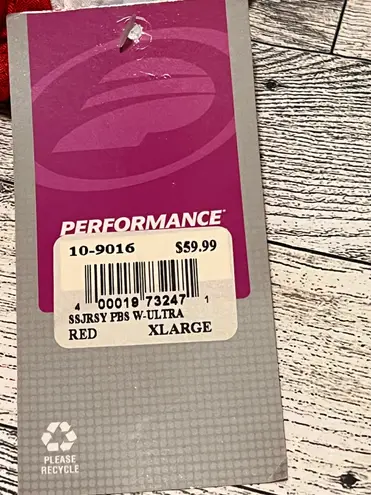 PERFORMANCE
10-9016 $59.99
4 00019 73247 1
SSJRSY PBS W-ULTRA
RED XLARGE
PLEASE
RECYCLE